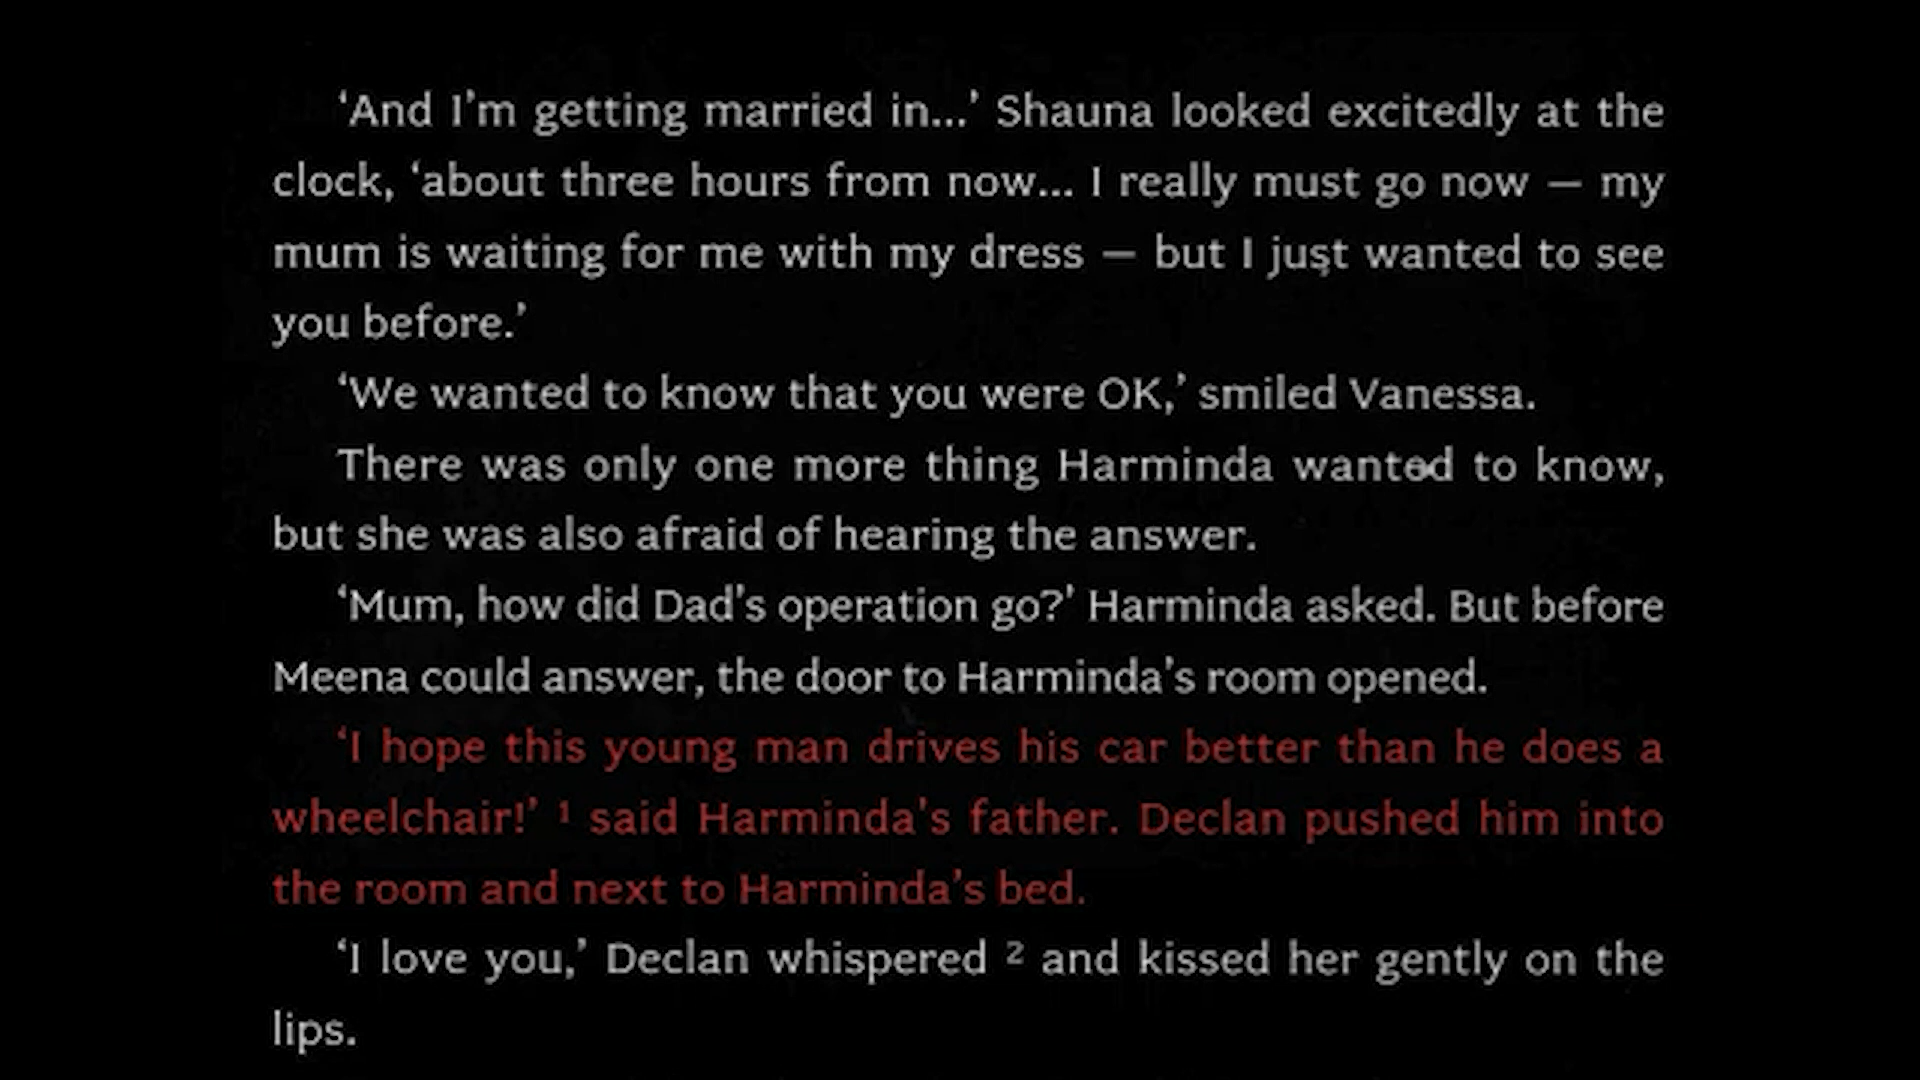 ‘And I’m getting married in...’ Shauna looked excitedly at the
clock, ‘about three hours from now... I really must go now — my
mum is waiting for me with my dress — but I just wanted to see
you before.’
‘We wanted to know that you were OK,’ smiled Vanessa.
There was only one more thing Harminda wanted to know,
but she was also afraid of hearing the answer.
‘Mum, how did Dad’s operation go?’ Harminda asked. But before
Meena could answer, the door to Harminda’s room opened.
‘I hope this young man drives his car better than he does a
wheelchair!’ ¹ said Harminda’s father. Declan pushed him into
the room and next to Harminda’s bed.
‘I love you,’ Declan whispered ² and kissed her gently on the
lips.